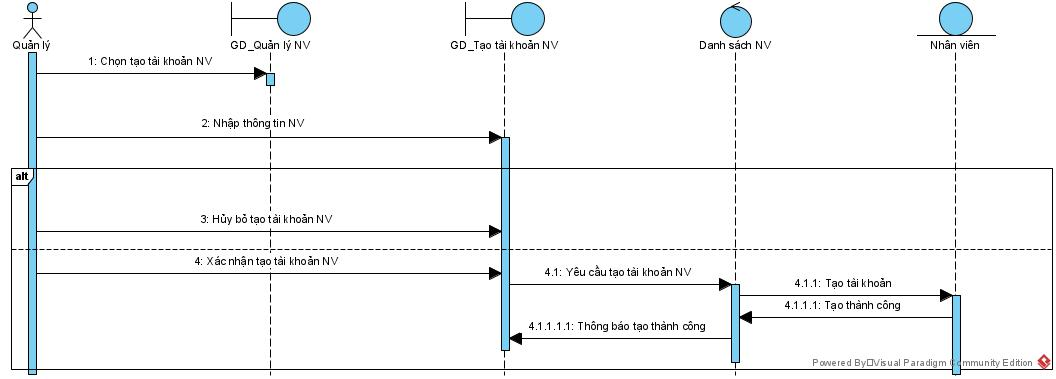 Quản lý
GD_Quản lý NV
GD_Tạo tài khoản NV
Danh sách NV
Nhân viên
1: Chọn tạo tài khoản NV
2: Nhập thông tin NV
alt
3: Hủy bỏ tạo tài khoản NV
4: Xác nhận tạo tài khoản NV
4.1: Yêu cầu tạo tài khoản NV
4.1.1: Tạo tài khoản
4.1.1.1: Tạo thành công
4.1.1.1.1: Thông báo tạo thành công
Powered By Visual Paradigm Community Edition